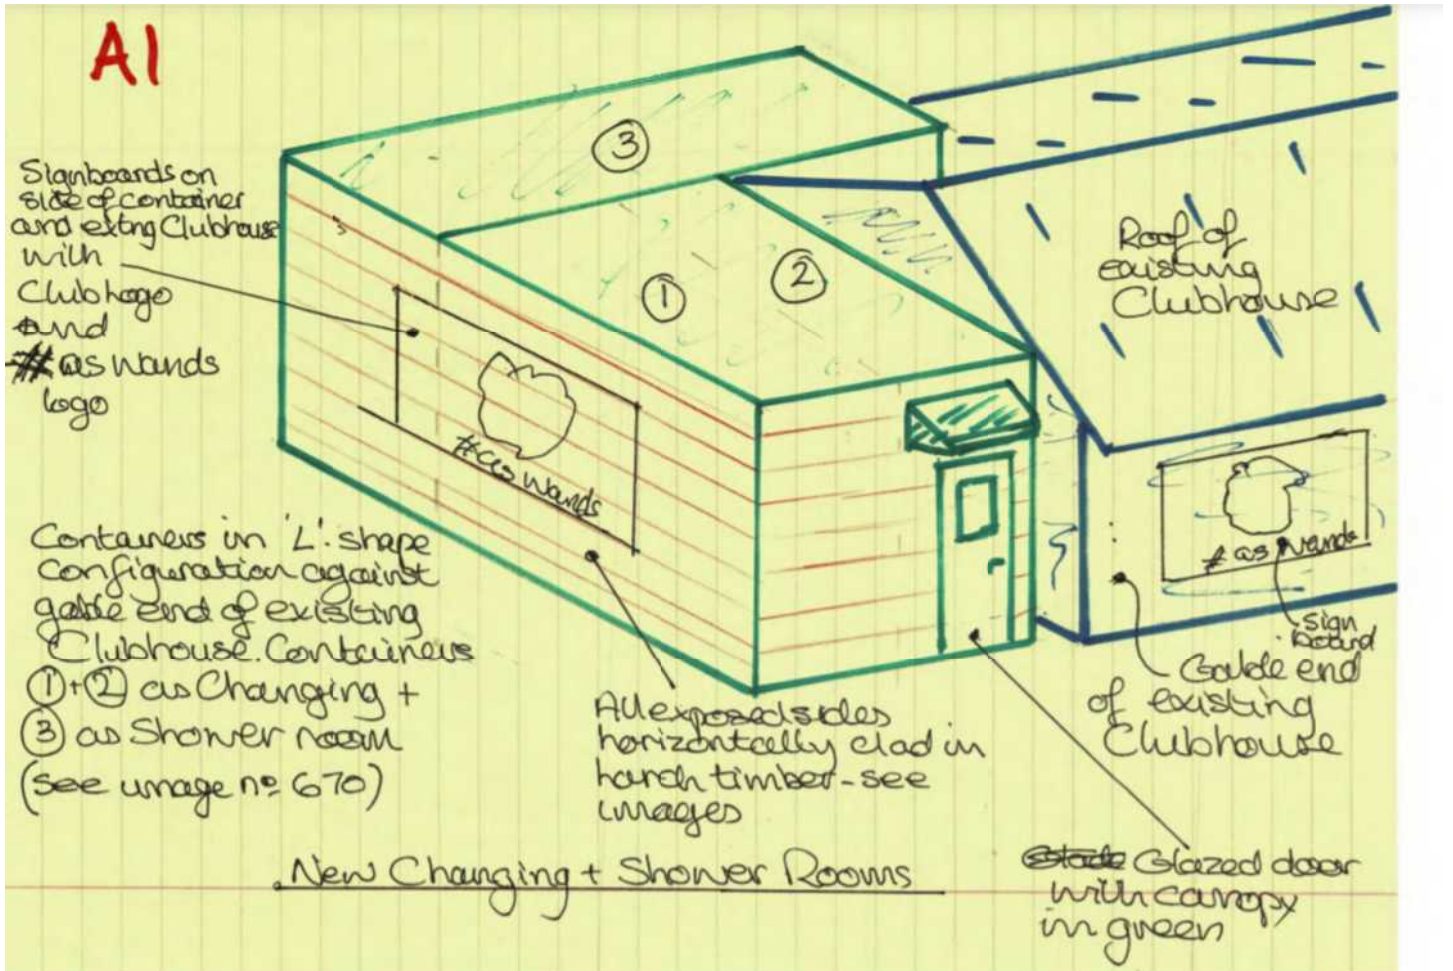 A1
Signboards on
side of container
and extng Clubhouse
with
Club Logo
and
# as Wands
logo
3
1
2
Roof of
existing
Clubhouse
# as Wands
# as Wands
Sign
board
Containers in 'L' shape
configuration against
gable end of existing
Clubhouse. Containers
1 + 2 as Changing +
3 as Shower room
(see image nº 670)
All exposed sides
horizontally clad in
larch timber - see
images
Gable end
of existing
Clubhouse
Glazed door
with canopy
in green
New Changing + Shower Rooms